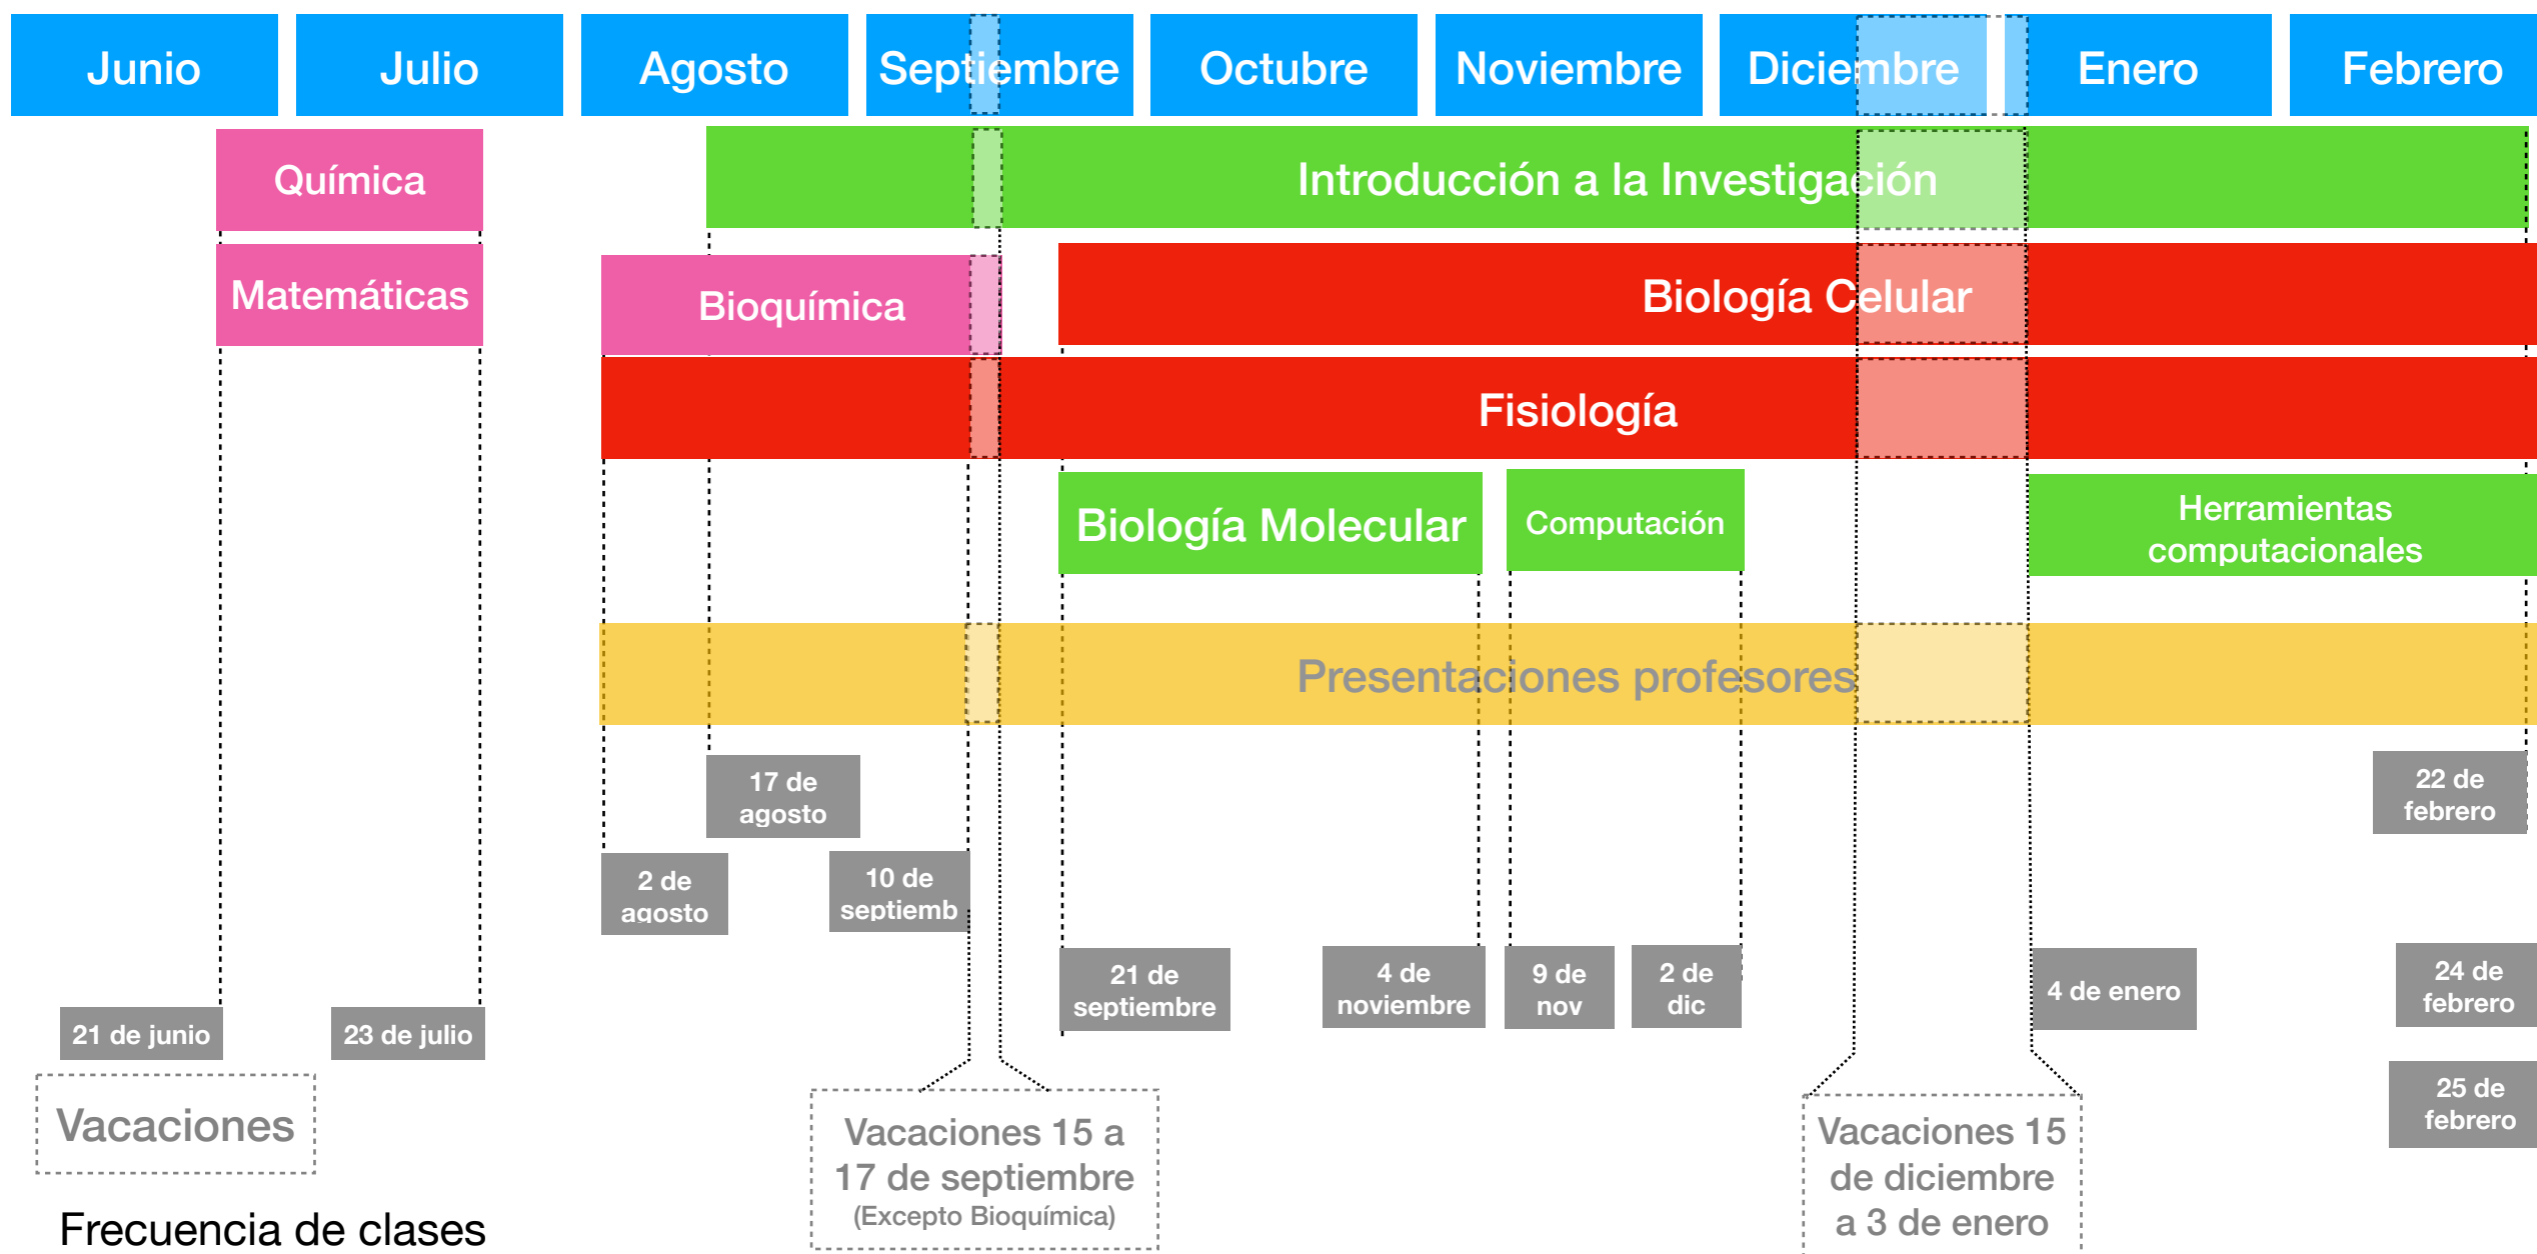 Junio Julio Agosto Septiembre Octubre Noviembre Diciembre Enero Febrero
Química
Introducción a la Investigación
Matemáticas
Bioquímica
Biología Celular
Fisiología
Biología Molecular
Computación
Herramientas
computacionales
Presentaciones profesores
17 de
agosto
22 de
febrero
2 de
agosto
10 de
septiemb
21 de
septiembre
4 de
noviembre
9 de
nov
2 de
dic
4 de enero
24 de
febrero
21 de junio
23 de julio
25 de
febrero
Vacaciones
Vacaciones 15 a
17 de septiembre
(Excepto Bioquímica)
Vacaciones 15
de diciembre
a 3 de enero
Frecuencia de clases